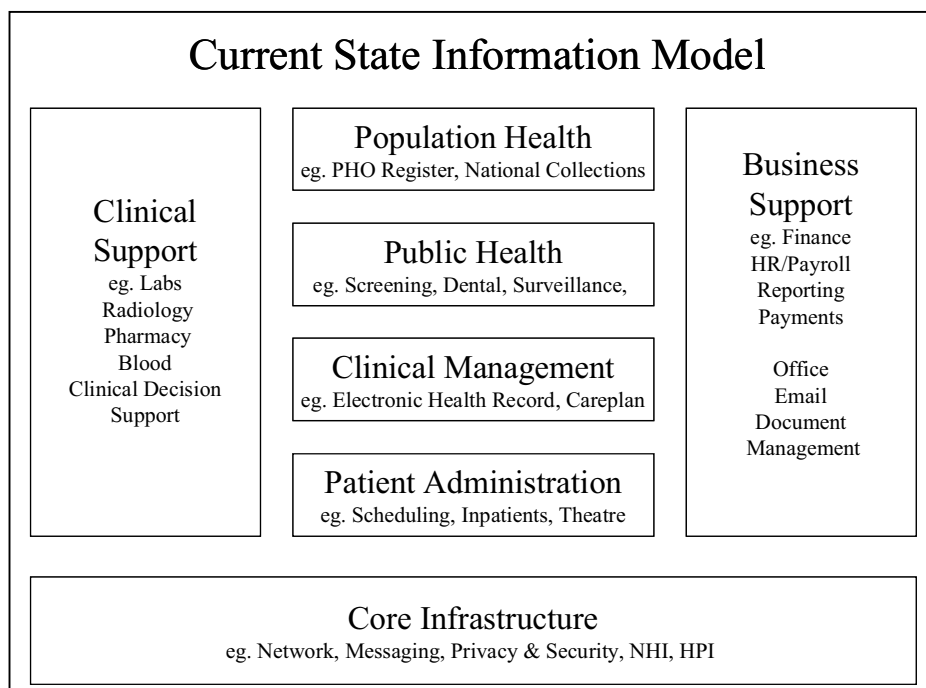 Current State Information Model
Clinical
Support
eg. Labs
Radiology
Pharmacy
Blood
Clinical Decision
Support
Population Health
eg. PHO Register, National Collections
Public Health
eg. Screening, Dental, Surveillance,
Clinical Management
eg. Electronic Health Record, Careplan
Patient Administration
eg. Scheduling, Inpatients, Theatre
Business
Support
eg. Finance
HR/Payroll
Reporting
Payments
Office
Email
Document
Management
Core Infrastructure
eg. Network, Messaging, Privacy & Security, NHI, HPI